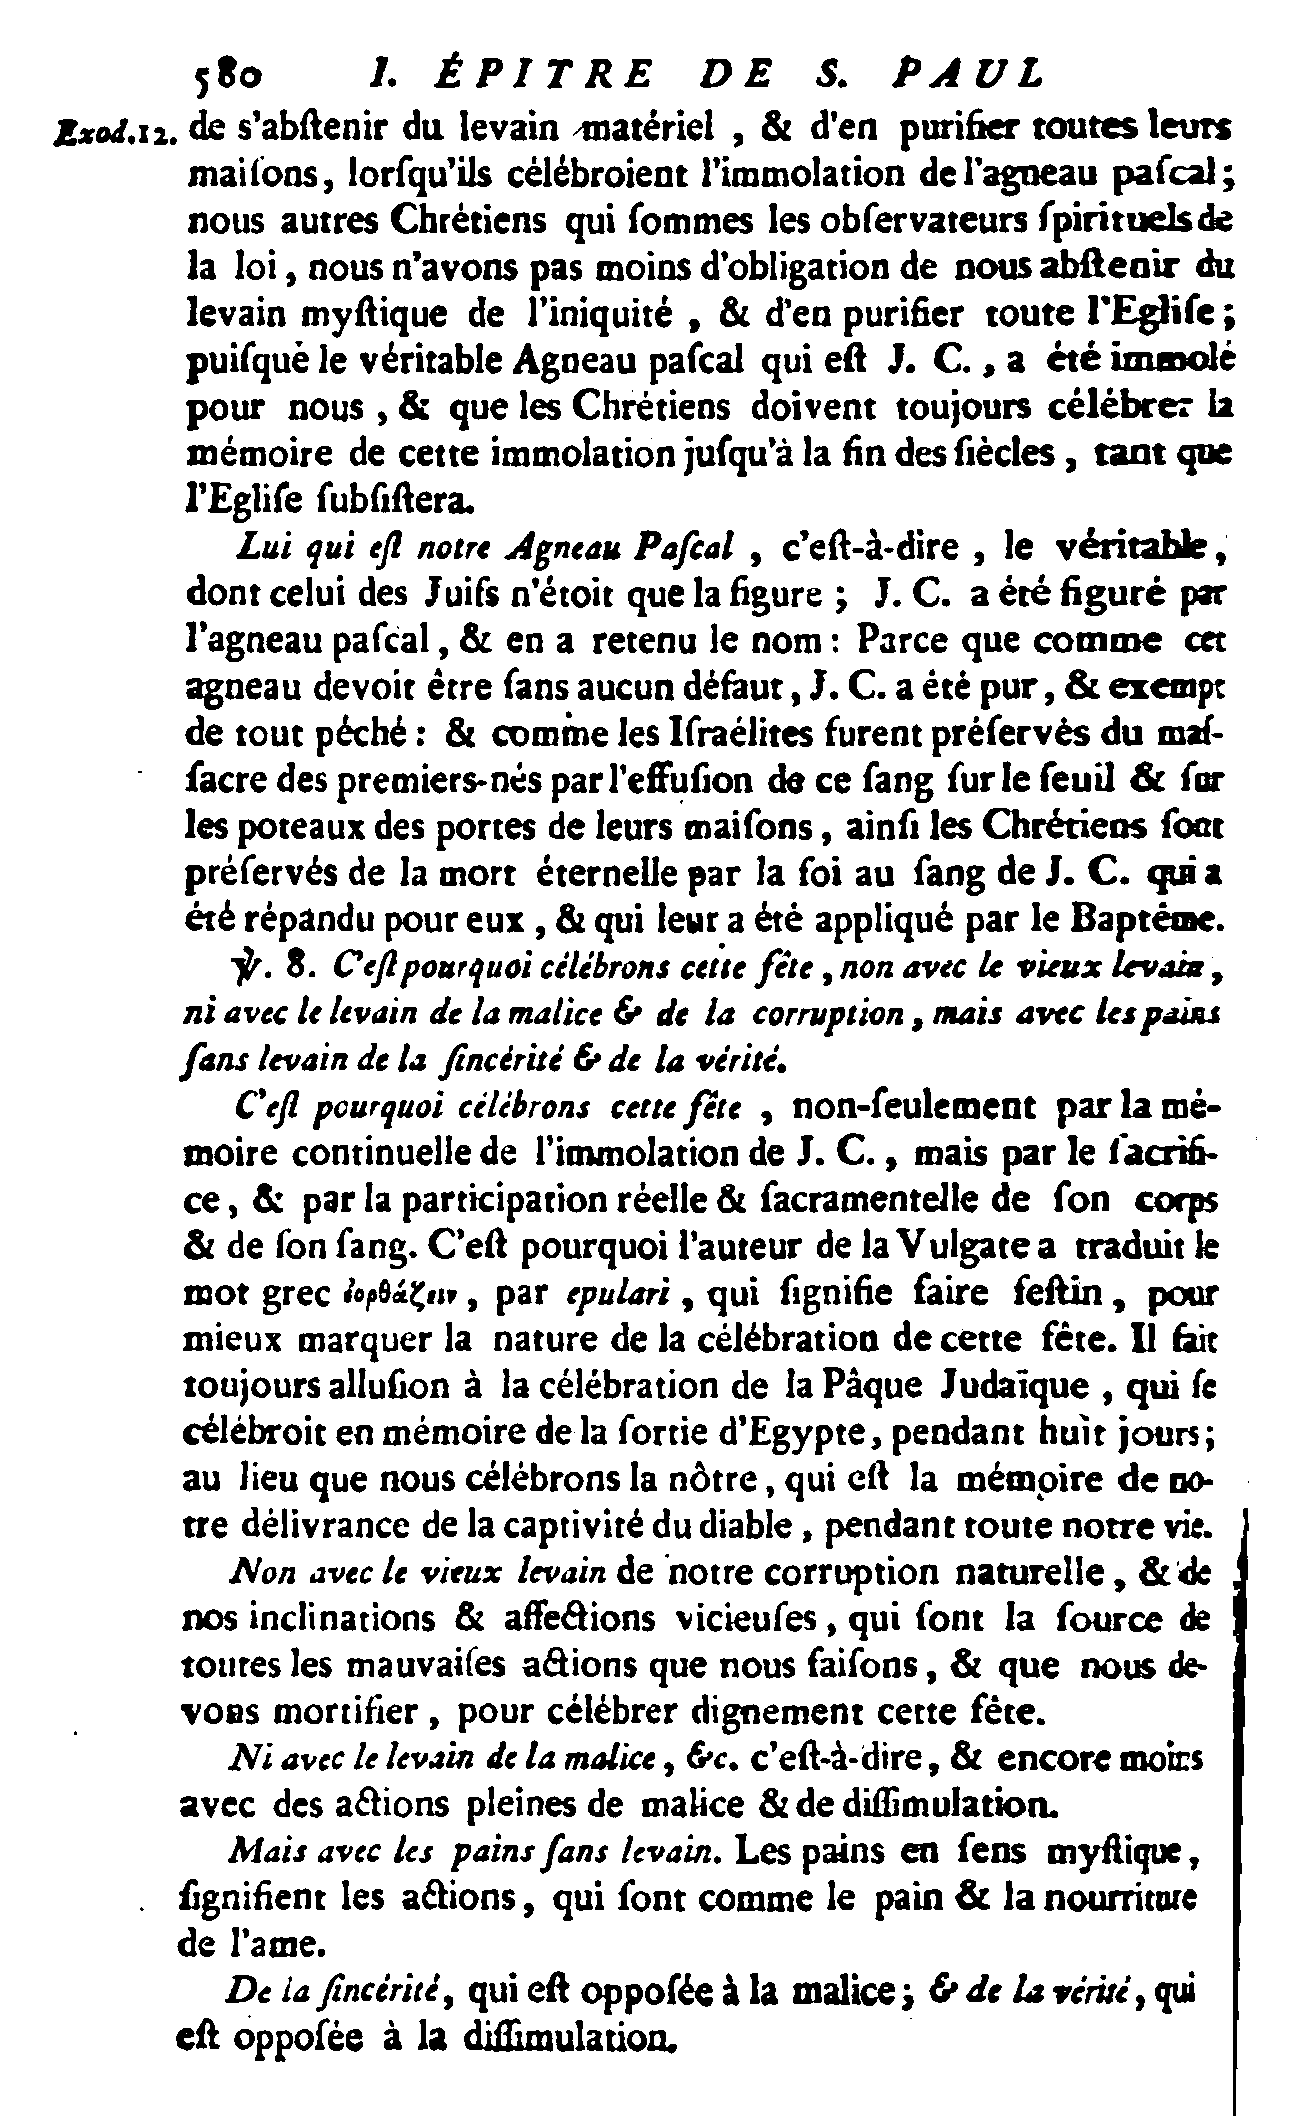 580 I. ÉPITRE DE S. PAUL
Exod.12. de s'abſtenir du levain matériel, & d'en purifier toutes leurs
maiſons, lorſqu'ils célébroient l'immolation de l'agneau paſcal;
nous autres Chrétiens qui ſommes les obſervateurs ſpirituels de
la loi, nous n'avons pas moins d'obligation de nous abſtenir du
levain myſtique de l'iniquité, & d'en purifier toute l'Egliſe;
puiſque le véritable Agneau paſcal qui eſt J. C., a été immolé
pour nous, & que les Chrétiens doivent toujours célébrer la
mémoire de cette immolation juſqu'à la fin des ſiècles, tant que
l'Egliſe ſubſiſtera.
Lui qui eſt notre Agneau Paſcal, c'eſt-à-dire, le véritable,
dont celui des Juifs n'étoit que la figure; J. C. a été figuré par
l'agneau paſcal, & en a retenu le nom: Parce que comme cet
agneau devoit être ſans aucun défaut, J. C. a été pur, & exempt
de tout péché: & comme les Iſraélites furent préſervés du maſ-
ſacre des premiers-nés par l'effuſion de ce ſang ſur le ſeuil & ſur
les poteaux des portes de leurs maiſons, ainſi les Chrétiens ſont
préſervés de la mort éternelle par la foi au ſang de J. C. qui a
été répandu pour eux, & qui leur a été appliqué par le Baptême.
℣. 8. C'eſt pourquoi célébrons cette fête, non avec le vieux levain,
ni avec le levain de la malice & de la corruption, mais avec les pains
ſans levain de la ſincérité & de la vérité.
C'eſt pourquoi célébrons cette fête, non-ſeulement par la mé-
moire continuelle de l'immolation de J. C., mais par le ſacrifi-
ce, & par la participation réelle & ſacramentelle de ſon corps
& de ſon ſang. C'eſt pourquoi l'auteur de la Vulgate a traduit le
mot grec ἑορθάζειν, par epulari, qui ſignifie faire feſtin, pour
mieux marquer la nature de la célébration de cette fête. Il fait
toujours alluſion à la célébration de la Pâque Judaïque, qui ſe
célébroit en mémoire de la ſortie d'Egypte, pendant huit jours;
au lieu que nous célébrons la nôtre, qui eſt la mémoire de no-
tre délivrance de la captivité du diable, pendant toute notre vie.
Non avec le vieux levain de notre corruption naturelle, & de
nos inclinations & affections vicieuſes, qui ſont la ſource de
toutes les mauvaiſes actions que nous faiſons, & que nous de-
vons mortifier, pour célébrer dignement cette fête.
Ni avec le levain de la malice, &c. c'eſt-à-dire, & encore moins
avec des actions pleines de malice & de diſſimulation.
Mais avec les pains ſans levain. Les pains en ſens myſtique,
ſignifient les actions, qui ſont comme le pain & la nourriture
de l'ame.
De la ſincérité, qui eſt oppoſée à la malice; & de la vérité, qui
eſt oppoſée à la diſſimulation.